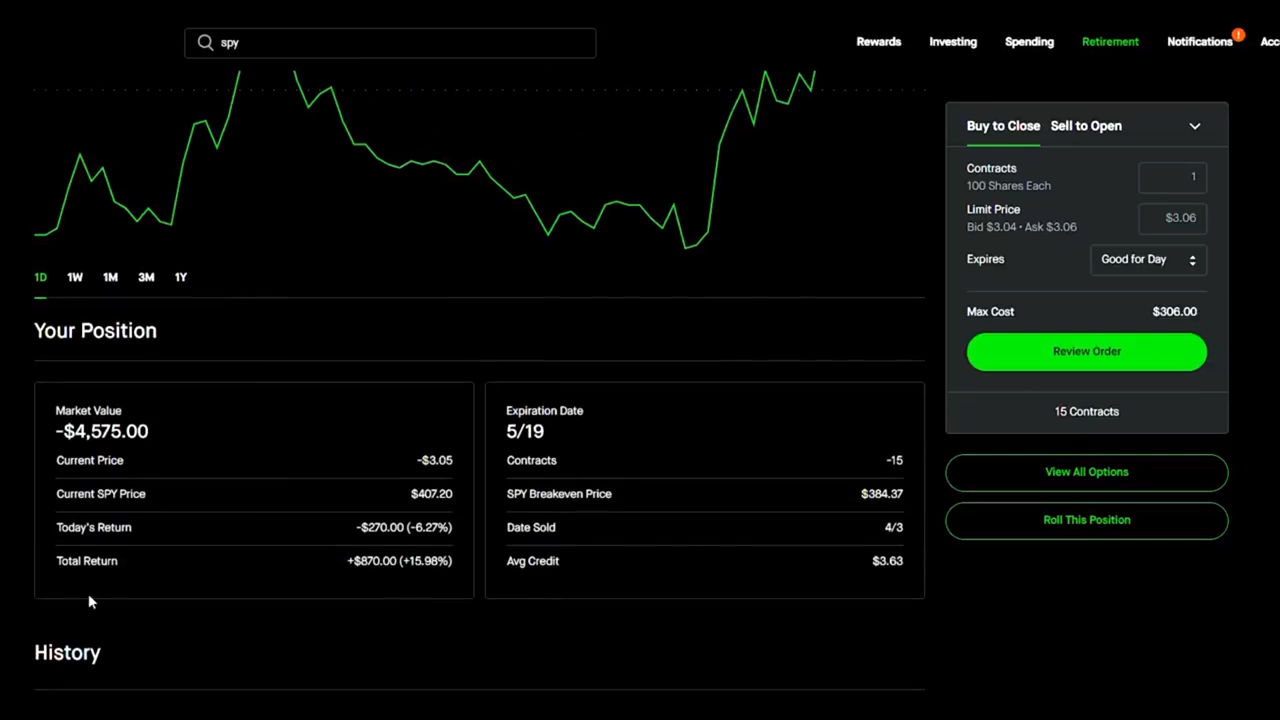 spy
Rewards Investing Spending Retirement Notifications ! Acc
Buy to Close Sell to Open
Contracts 1
100 Shares Each
Limit Price $3.06
Bid $3.04 • Ask $3.06
Expires Good for Day
Max Cost $306.00
Review Order
15 Contracts
View All Options
Roll This Position
1D 1W 1M 3M 1Y
Your Position
Market Value
-$4,575.00
Current Price -$3.05
Current SPY Price $407.20
Today's Return -$270.00 (-6.27%)
Total Return +$870.00 (+15.98%)
Expiration Date
5/19
Contracts -15
SPY Breakeven Price $384.37
Date Sold 4/3
Avg Credit $3.63
History